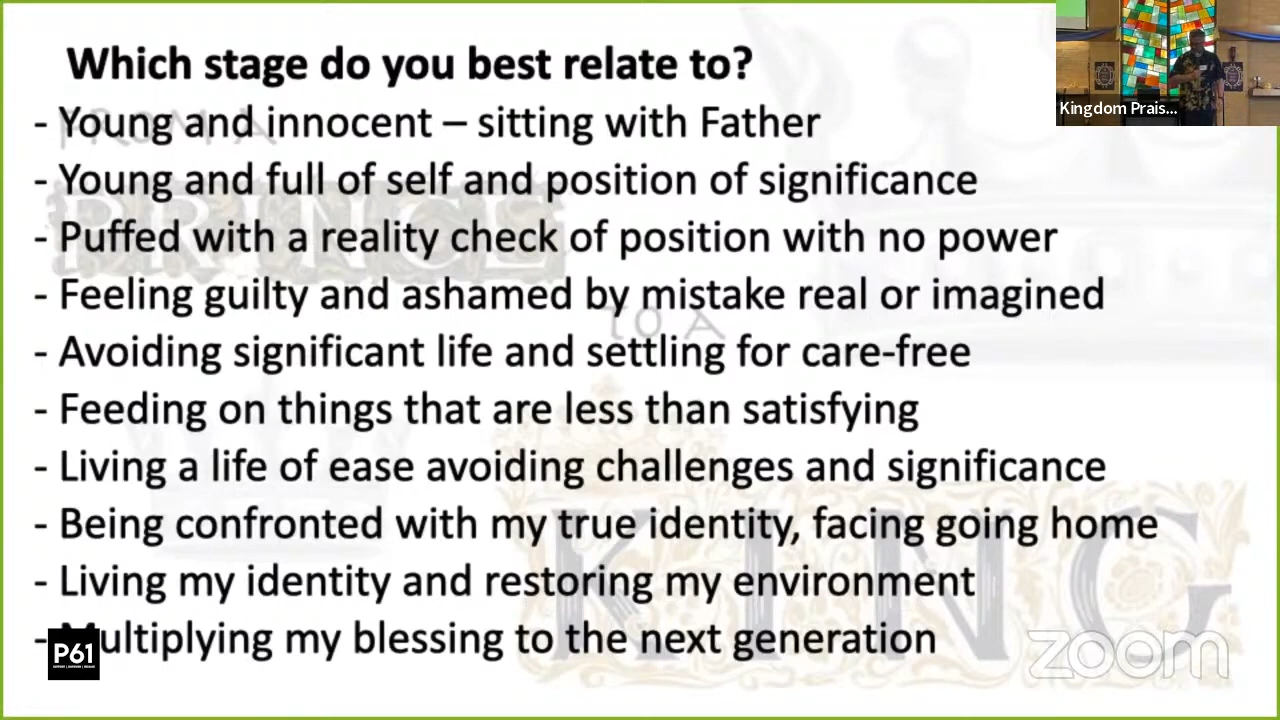 Which stage do you best relate to?
- Young and innocent – sitting with Father
- Young and full of self and position of significance
- Puffed with a reality check of position with no power
- Feeling guilty and ashamed by mistake real or imagined
- Avoiding significant life and settling for care-free
- Feeding on things that are less than satisfying
- Living a life of ease avoiding challenges and significance
- Being confronted with my true identity, facing going home
- Living my identity and restoring my environment
- Multiplying my blessing to the next generation
Kingdom Prais...
FROM A
PRINCE
TO A
KING
P61
zoom